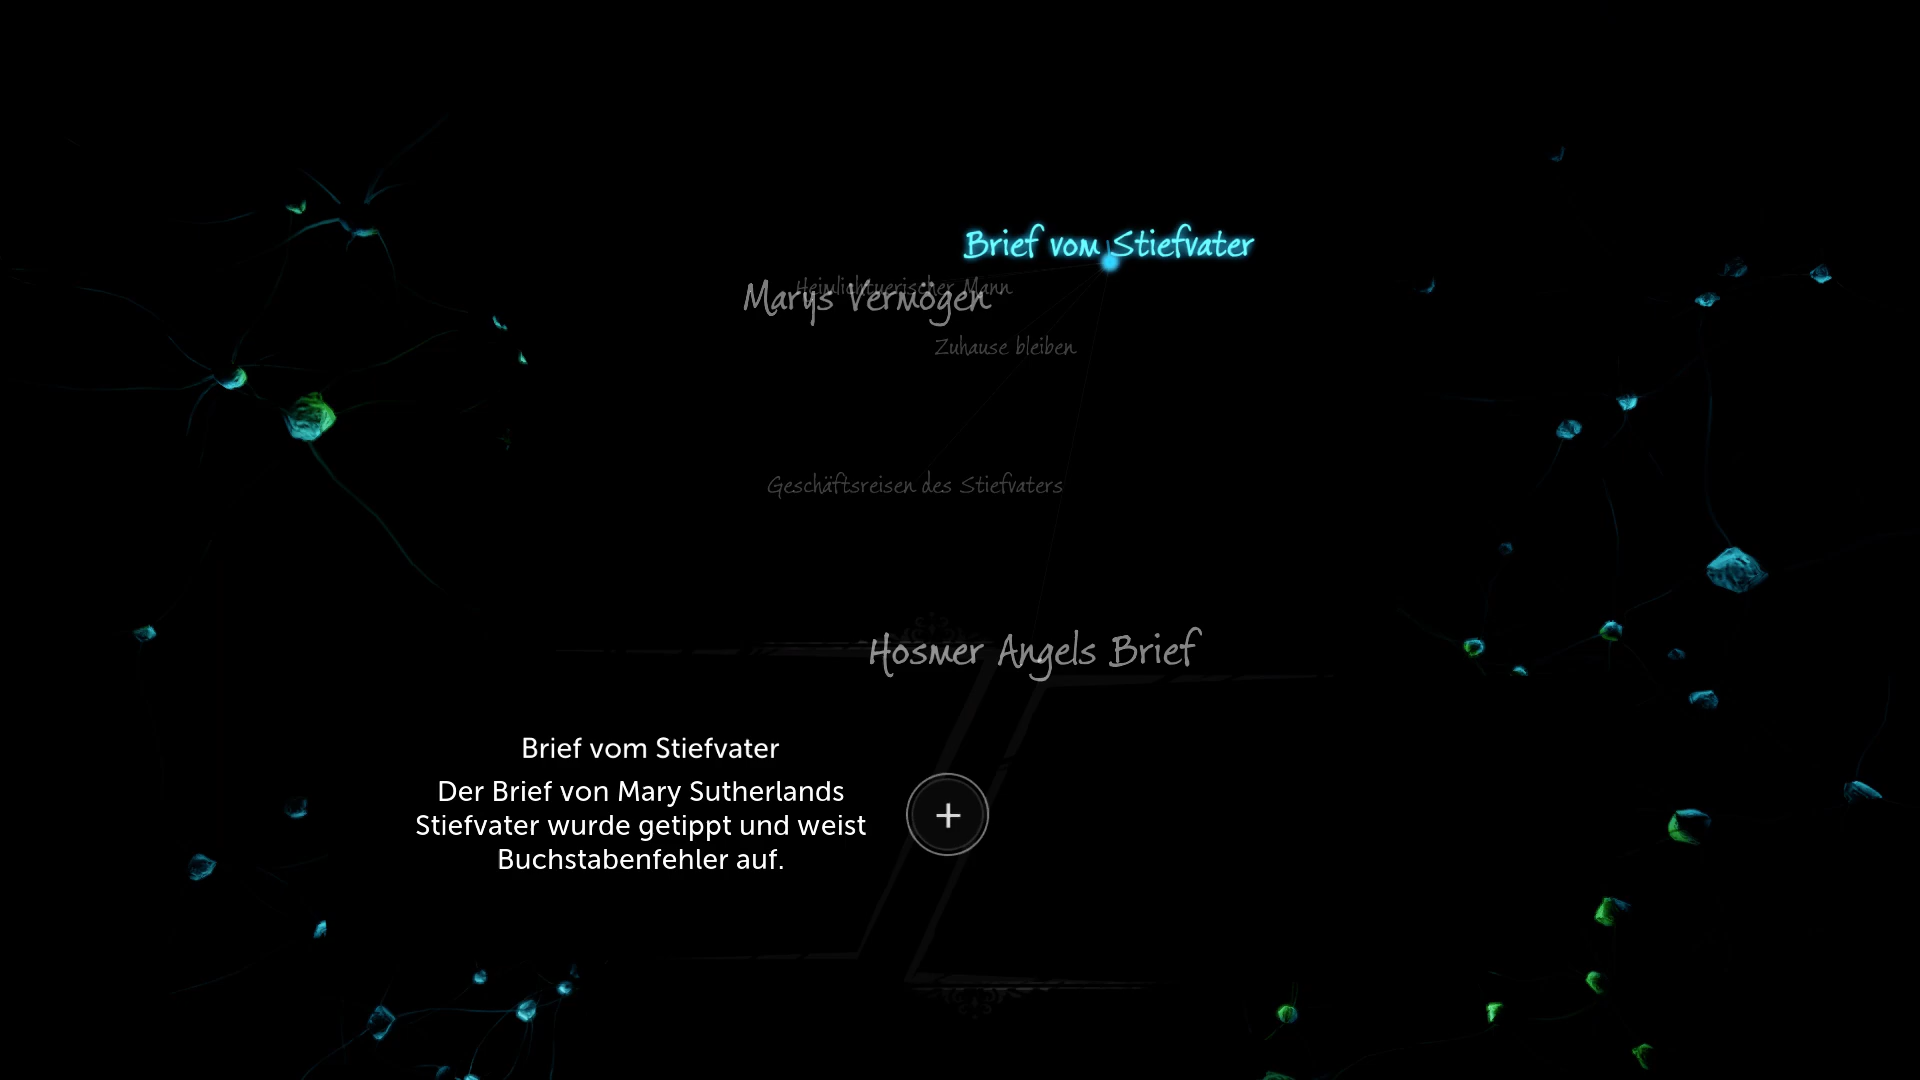 Brief vom Stiefvater
Heimlichtuerischer Mann
Marys Vermögen
Zuhause bleiben
Geschäftsreisen des Stiefvaters
Hosmer Angels Brief
Brief vom Stiefvater
Der Brief von Mary Sutherlands
Stiefvater wurde getippt und weist
Buchstabenfehler auf.
+